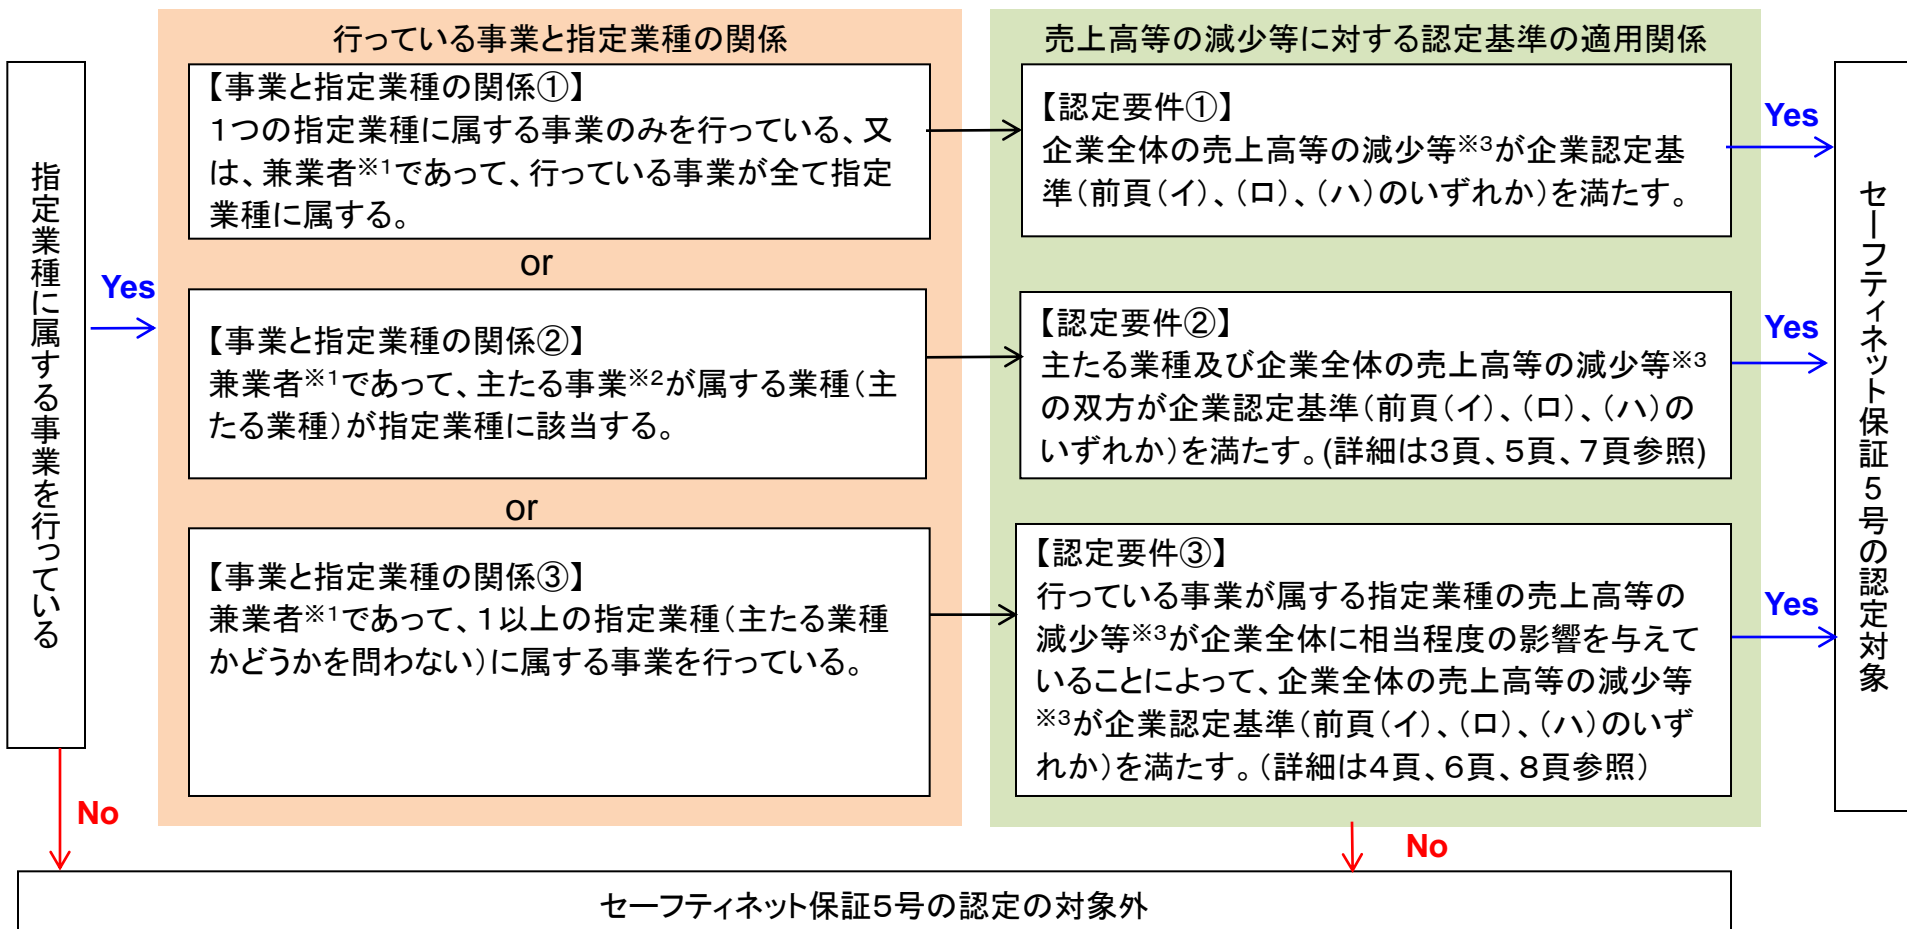 行っている事業と指定業種の関係
売上高等の減少等に対する認定基準の適用関係
指定業種に属する事業を行っている
Yes
【事業と指定業種の関係①】
１つの指定業種に属する事業のみを行っている、又
は、兼業者※1であって、行っている事業が全て指定
業種に属する。
or
【事業と指定業種の関係②】
兼業者※1であって、主たる事業※2が属する業種（主
たる業種）が指定業種に該当する。
or
【事業と指定業種の関係③】
兼業者※1であって、１以上の指定業種（主たる業種
かどうかを問わない）に属する事業を行っている。
【認定要件①】
企業全体の売上高等の減少等※3が企業認定基
準（前頁（イ）、（ロ）、（ハ）のいずれか）を満たす。
Yes
【認定要件②】
主たる業種及び企業全体の売上高等の減少等※3
の双方が企業認定基準（前頁（イ）、（ロ）、（ハ）の
いずれか）を満たす。(詳細は３頁、５頁、７頁参照)
Yes
【認定要件③】
行っている事業が属する指定業種の売上高等の
減少等※3が企業全体に相当程度の影響を与えて
いることによって、企業全体の売上高等の減少等
※3が企業認定基準（前頁（イ）、（ロ）、（ハ）のいず
れか）を満たす。（詳細は４頁、６頁、８頁参照）
Yes
セーフティネット保証５号の認定対象
No
No
セーフティネット保証５号の認定の対象外